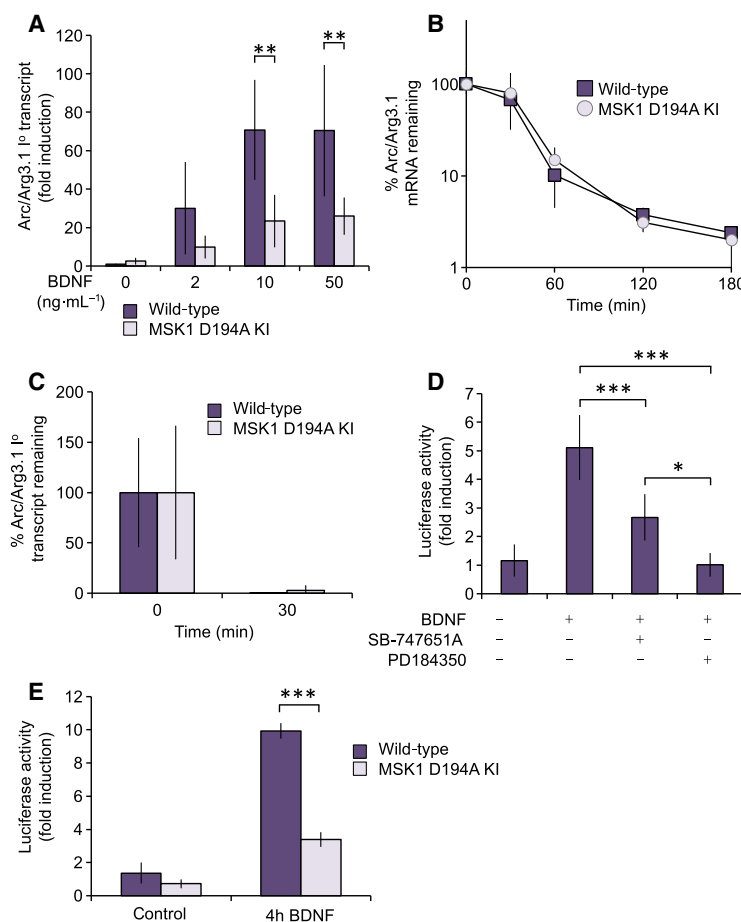 A
Arc/Arg3.1 Iº transcript
(fold induction)
120
100
80
60
40
20
0
**
**
BDNF
(ng·mL⁻¹)
0
2
10
50
Wild-type
MSK1 D194A KI
B
% Arc/Arg3.1
mRNA remaining
100
10
1
0
60
120
180
Time (min)
Wild-type
MSK1 D194A KI
C
% Arc/Arg3.1 Iº
transcript remaining
200
150
100
50
0
Wild-type
MSK1 D194A KI
0
30
Time (min)
D
Luciferase activity
(fold induction)
7
6
5
4
3
2
1
0
***
***
*
BDNF – + + +
SB-747651A – – + –
PD184350 – – – +
E
Luciferase activity
(fold induction)
12
10
8
6
4
2
0
***
Wild-type
MSK1 D194A KI
Control
4h BDNF